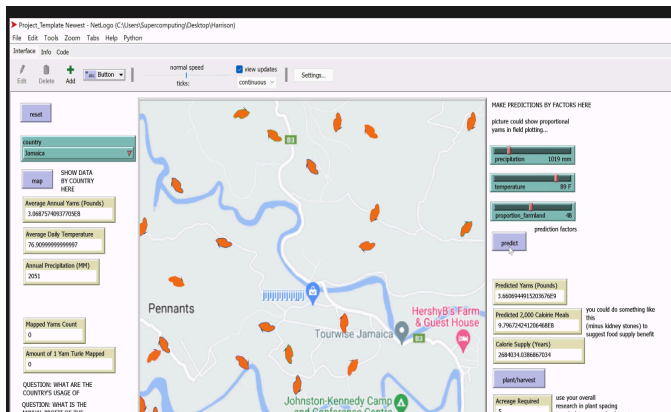 Project_Template Newest - NetLogo (C:\Users\Supercomputing\Desktop\Harrison)
File Edit Tools Zoom Tabs Help Python
Interface Info Code
Edit Delete Add
Button
normal speed
ticks:
view updates
continuous
Settings...
reset
country
Jamaica
map
SHOW DATA
BY COUNTRY
HERE
Average Annual Yams (Pounds)
3.06875740937705E8
Average Daily Temperature
76.90999999999997
Annual Precipitation (MM)
2051
Mapped Yams Count
0
Amount of 1 Yam Turle Mapped
0
QUESTION: WHAT ARE THE
COUNTRY'S USAGE OF
QUESTION: WHAT IS THE
B3
Pennants
HershyB's Farm
& Guest House
Tourwise Jamaica
Johnston-Kennedy Camp
and Conference Centre
B3
MAKE PREDICTIONS BY FACTORS HERE
picture could show proportional
yams in field plotting...
precipitation 1019 mm
temperature 89 F
proportion_farmland 46
prediction factors
predict
Predicted Yams (Pounds)
3.6606944915203676E9
Predicted 2,000 Calorie Meals
9.796724241206468E8
you could do something like
this
(minus kidney stones) to
suggest food supply benefit
Calorie Supply (Years)
2684034.0386867034
plant/harvest
Acreage Required
5
use your overall
research in plant spacing